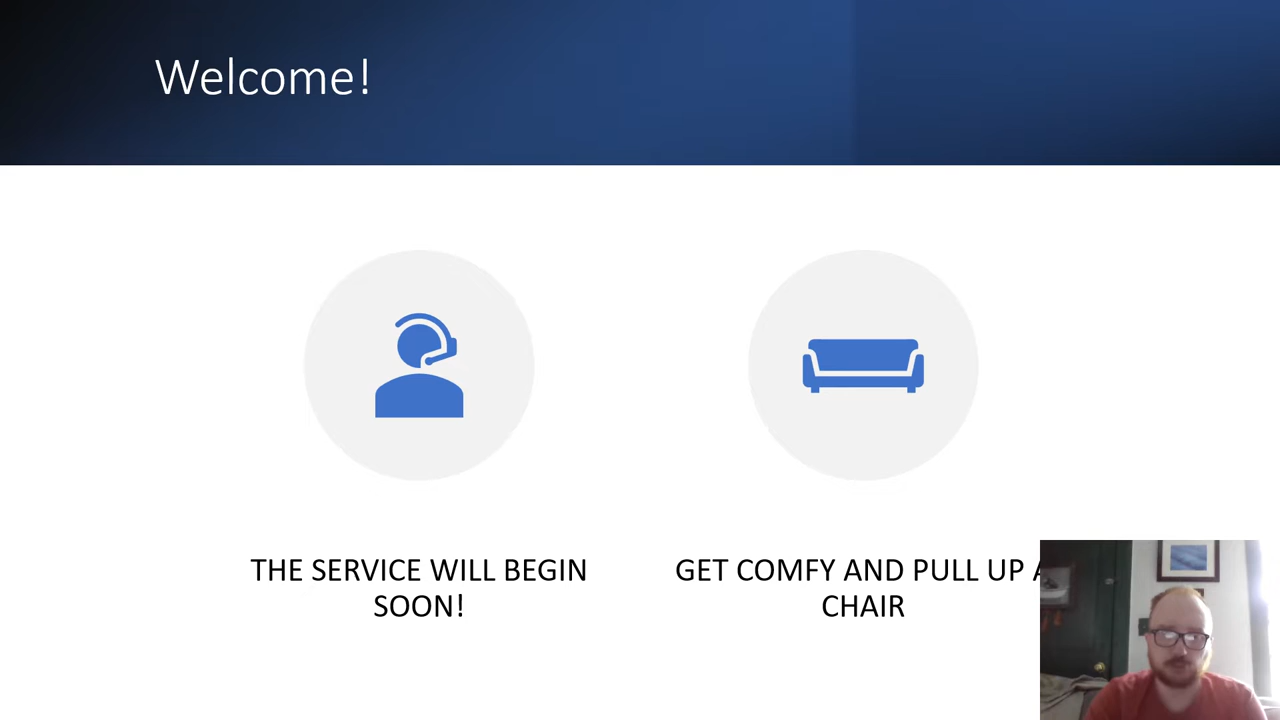 Welcome!
THE SERVICE WILL BEGIN
SOON!
GET COMFY AND PULL UP A
CHAIR